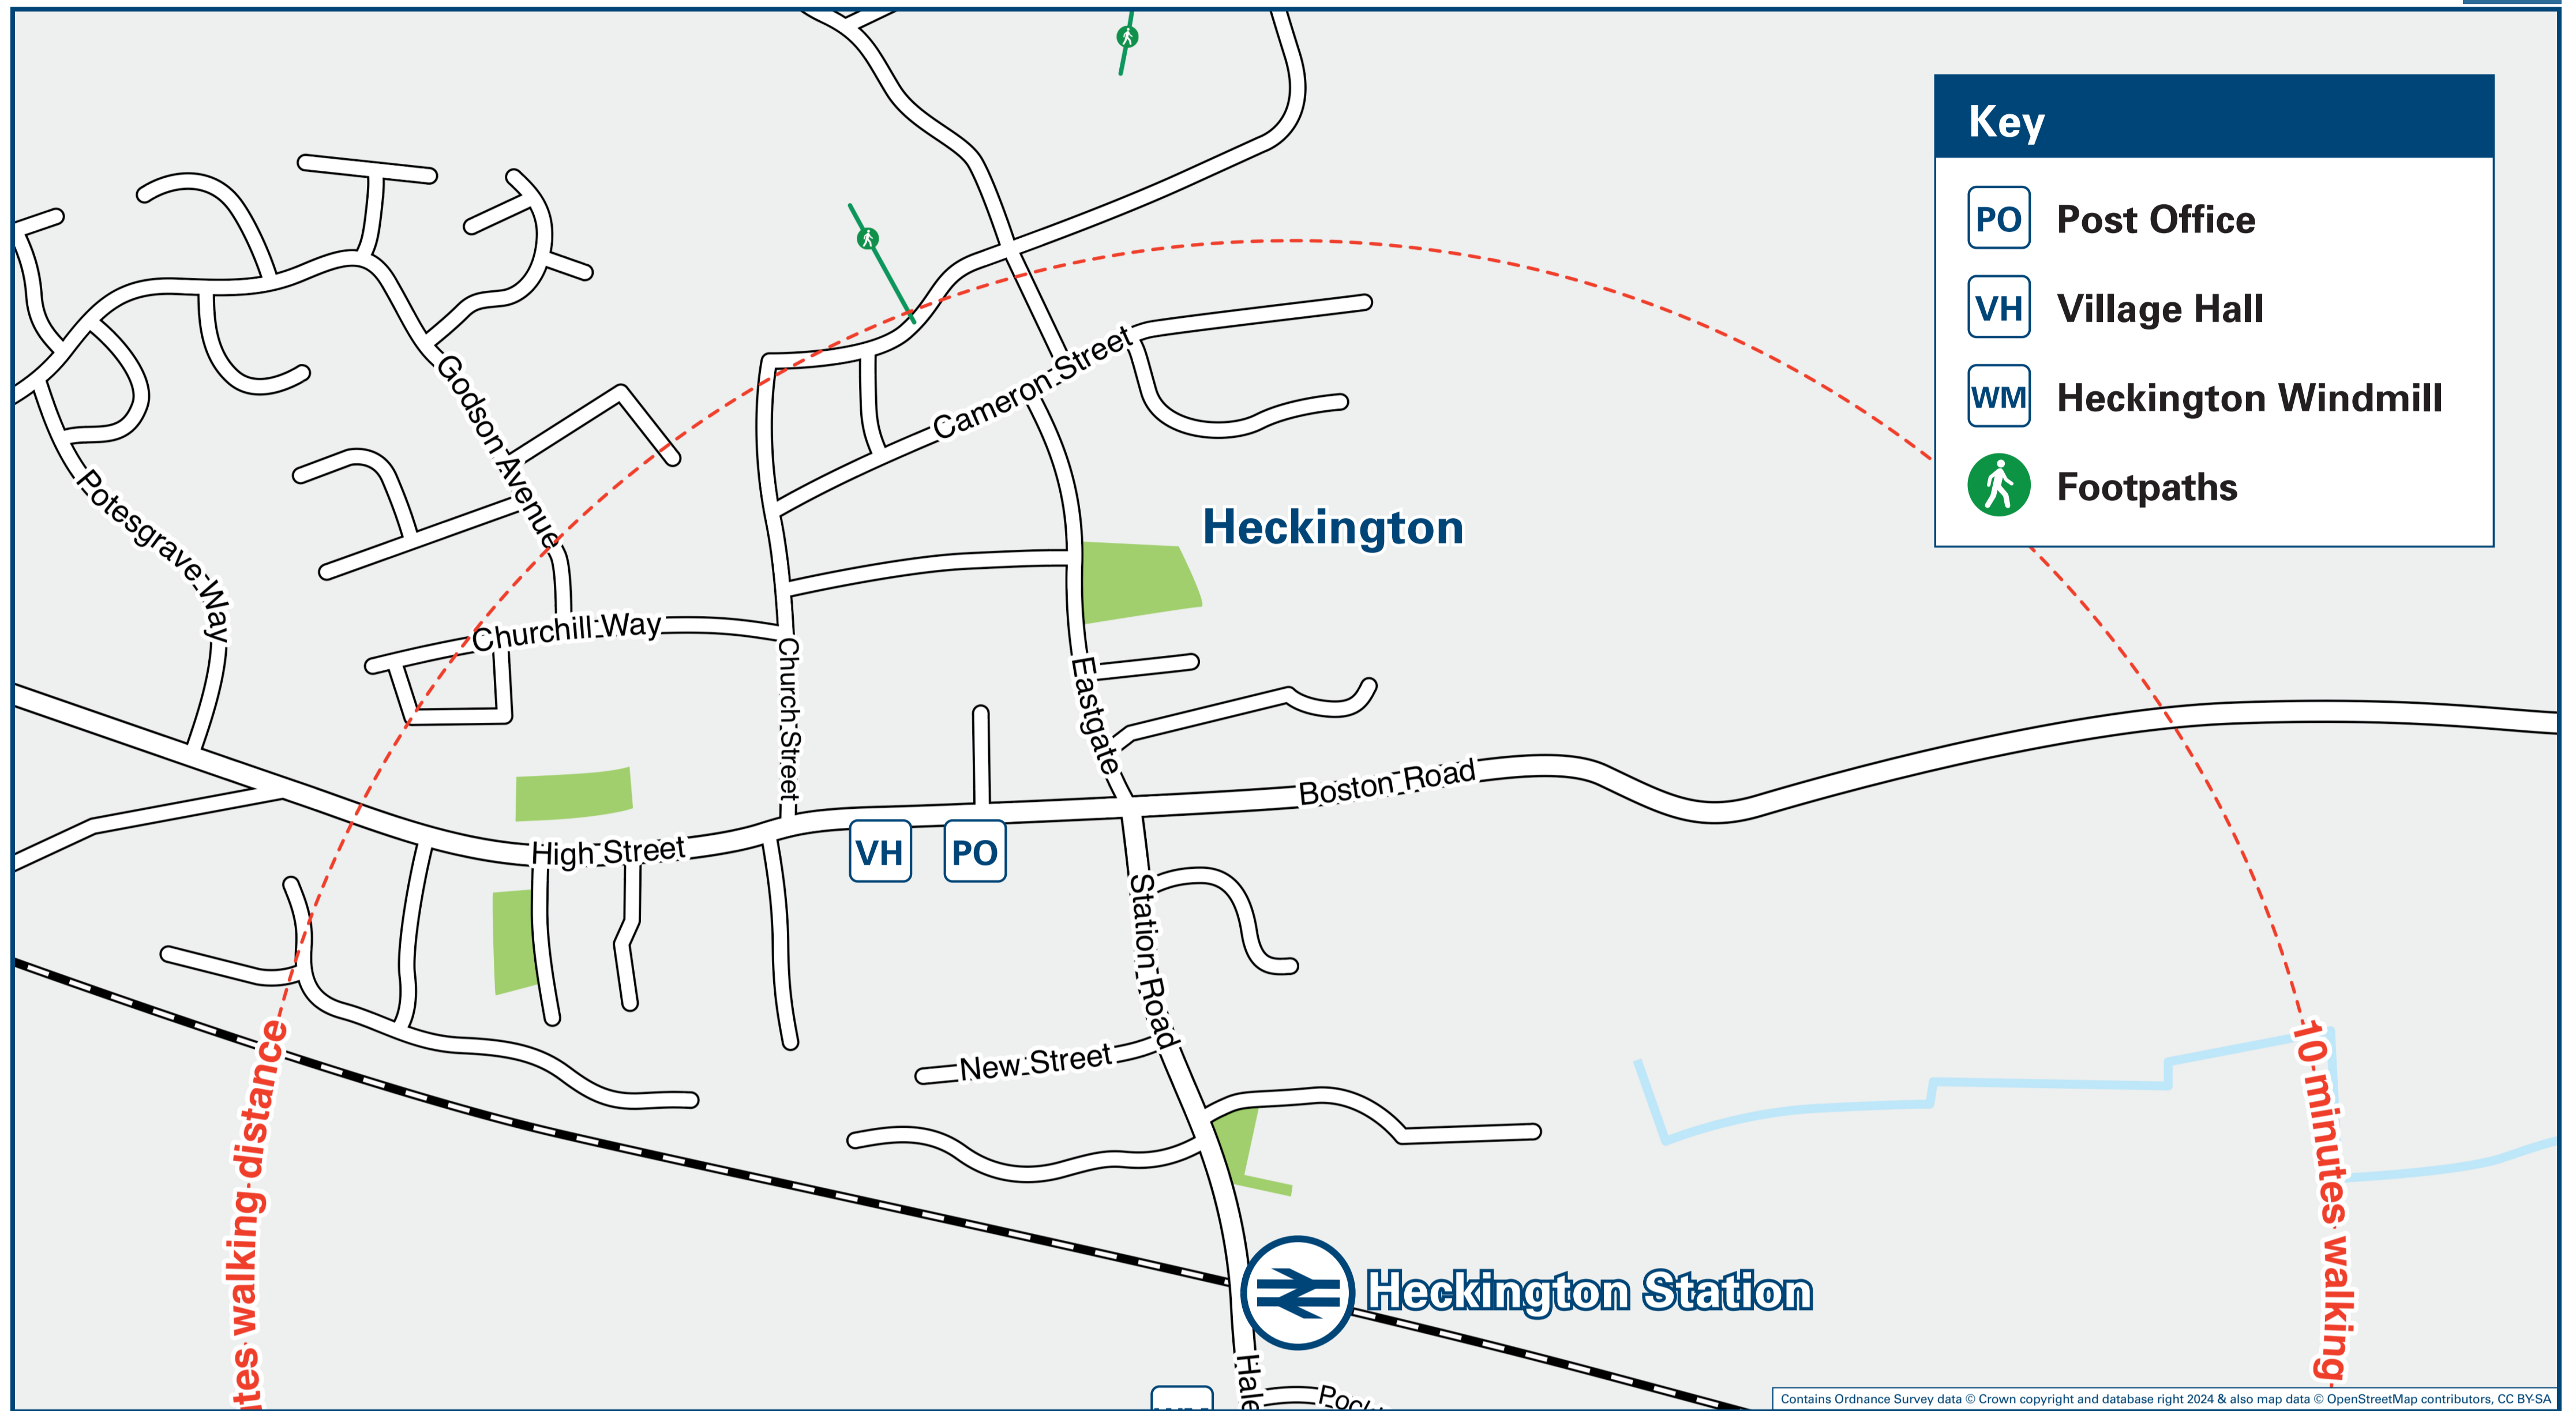 Key
PO Post Office
VH Village Hall
WM Heckington Windmill
Footpaths
Cameron Street
Godson Avenue
Potesgrave Way
Heckington
Churchill Way
Church Street
Eastgate
Boston Road
High Street
VH
PO
Station Road
New Street
walking distance
10 minutes walking
Heckington Station
Contains Ordnance Survey data © Crown copyright and database right 2024 & also map data © OpenStreetMap contributors, CC BY-SA